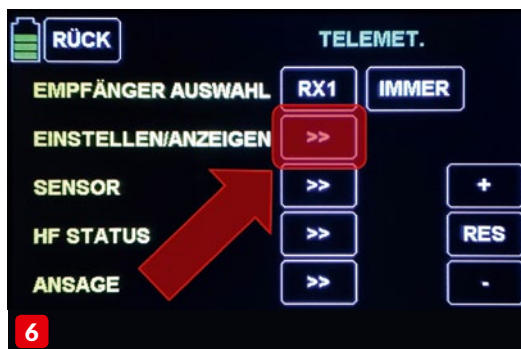 RÜCK TELEMET.
EMPFÄNGER AUSWAHL RX1 IMMER
EINSTELLEN/ANZEIGEN >>
SENSOR >> +
HF STATUS >> RES
ANSAGE >> -
6